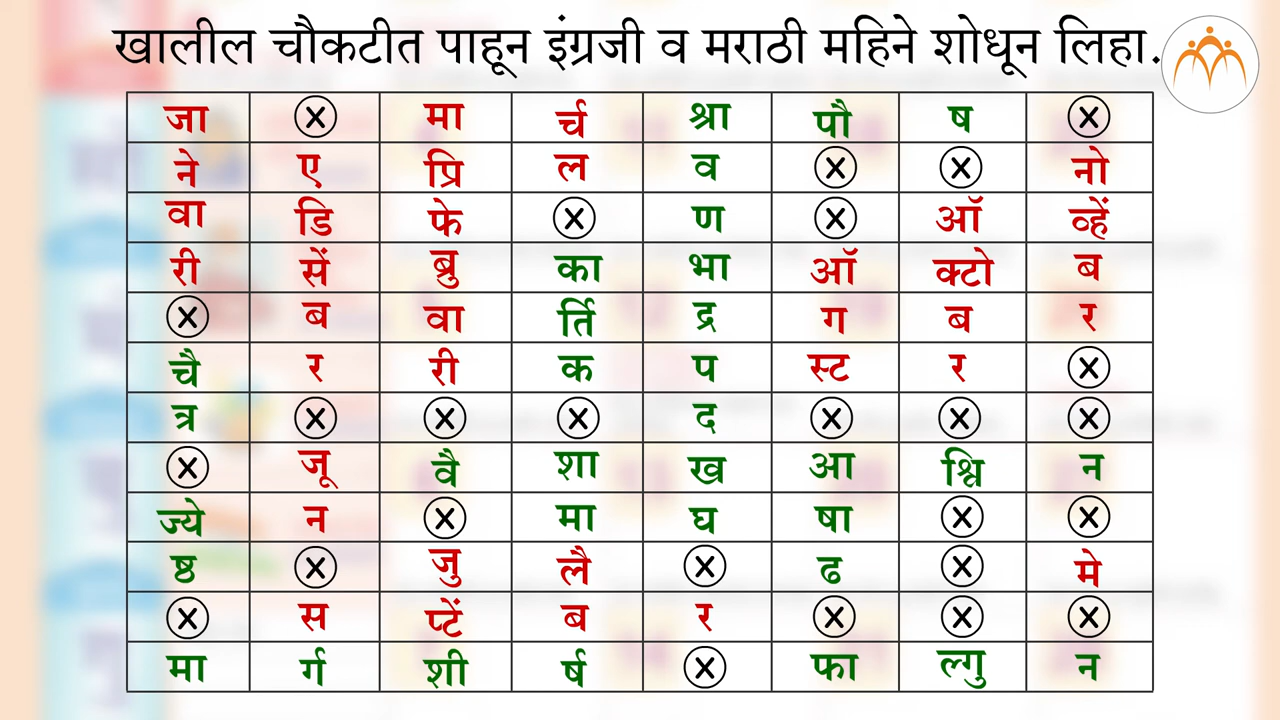 खालील चौकटीत पाहून इंग्रजी व मराठी महिने शोधून लिहा.
जा ⓧ मा र्च श्रा पौ ष ⓧ
ने ए प्रि ल व ⓧ ⓧ नो
वा डि फे ⓧ ण ⓧ ऑ व्हें
री सें ब्रु का भा ऑ क्टो ब
ⓧ ब वा र्ति द्र ग ब र
चै र री क प स्ट र ⓧ
त्र ⓧ ⓧ ⓧ द ⓧ ⓧ ⓧ
ⓧ जू वै शा ख आ श्वि न
ज्ये न ⓧ मा घ षा ⓧ ⓧ
ष्ठ ⓧ जु लै ⓧ ढ ⓧ मे
ⓧ स प्टें ब र ⓧ ⓧ ⓧ
मा र्ग शी र्ष ⓧ फा ल्गु न